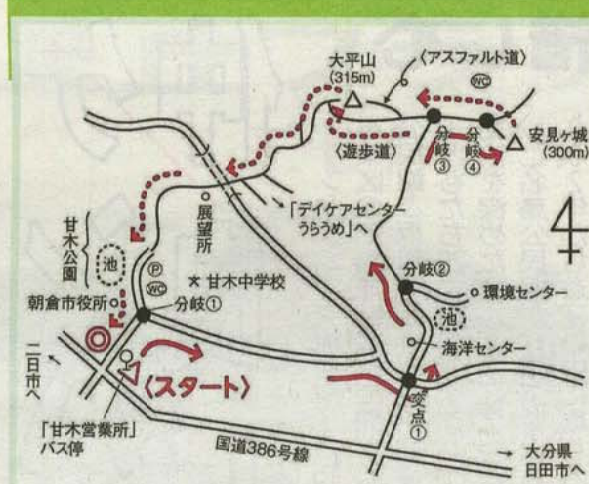 大平山
(315m)
〈アスファルト道〉
WC
安見ヶ城
(300m)
分岐③
分岐④
〈遊歩道〉
展望所
「デイケアセンター
うらうめ」へ
甘木公園
池
P
WC
甘木中学校
朝倉市役所
分岐①
分岐②
環境センター
池
海洋センター
二日市へ
〈スタート〉
「甘木営業所」
バス停
交点①
国道386号線
大分県
日田市へ
4